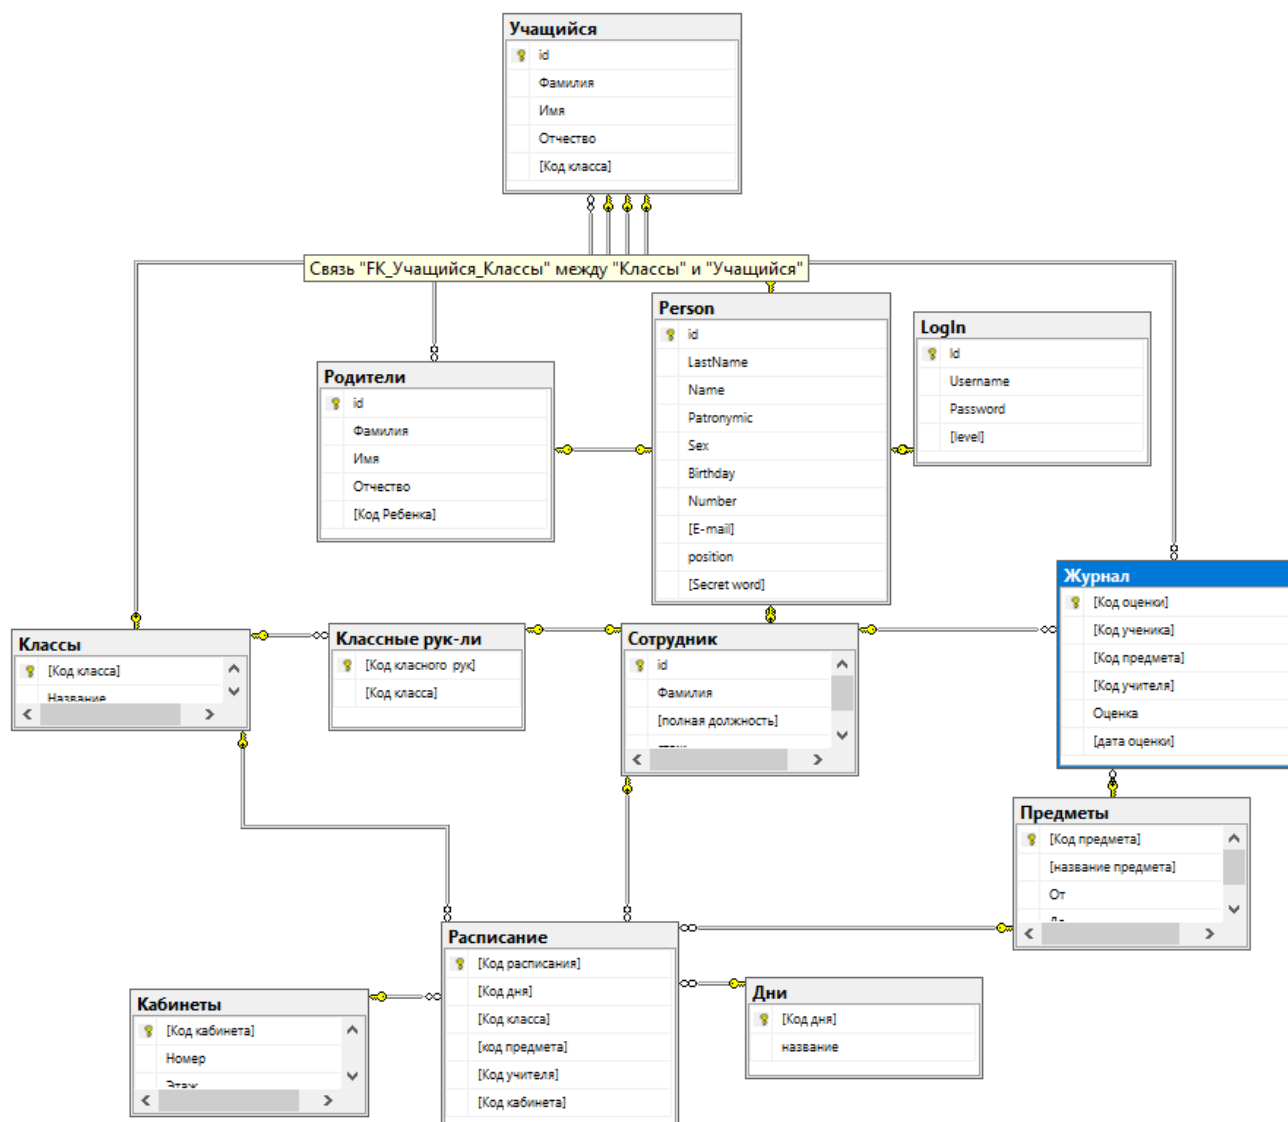 Учащийся
id
Фамилия
Имя
Отчество
[Код класса]
Связь "FK_Учащийся_Классы" между "Классы" и "Учащийся"
Person
id
LastName
Name
Patronymic
Sex
Birthday
Number
[E-mail]
position
[Secret word]
LogIn
Id
Username
Password
[level]
Родители
id
Фамилия
Имя
Отчество
[Код Ребенка]
Журнал
[Код оценки]
[Код ученика]
[Код предмета]
[Код учителя]
Оценка
[дата оценки]
Классы
[Код класса]
Название
Классные рук-ли
[Код класного рук]
[Код класса]
Сотрудник
id
Фамилия
[полная должность]
Предметы
[Код предмета]
[название предмета]
От
Расписание
[Код расписания]
[Код дня]
[Код класса]
[код предмета]
[Код учителя]
[Код кабинета]
Кабинеты
[Код кабинета]
Номер
Этаж
Дни
[Код дня]
название